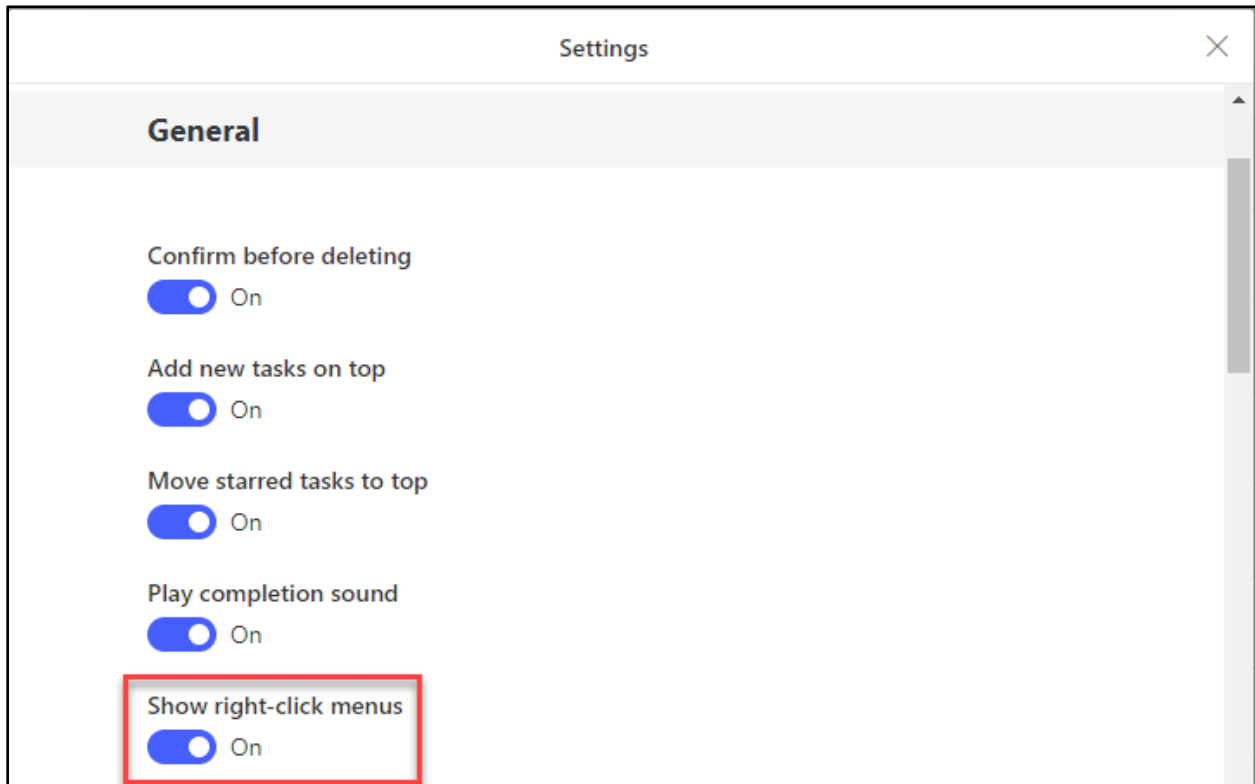 Settings
General
Confirm before deleting
On
Add new tasks on top
On
Move starred tasks to top
On
Play completion sound
On
Show right-click menus
On